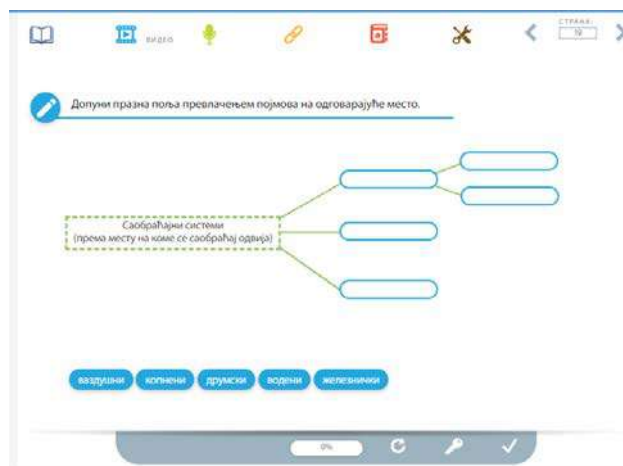 ВИДЕО
СТРАНА:
19
Допуни празна поља превлачењем појмова на одговарајуће место.
Саобраћајни системи
(према месту на коме се саобраћај одвија)
ваздушни копнени друмски водени железнички
0%